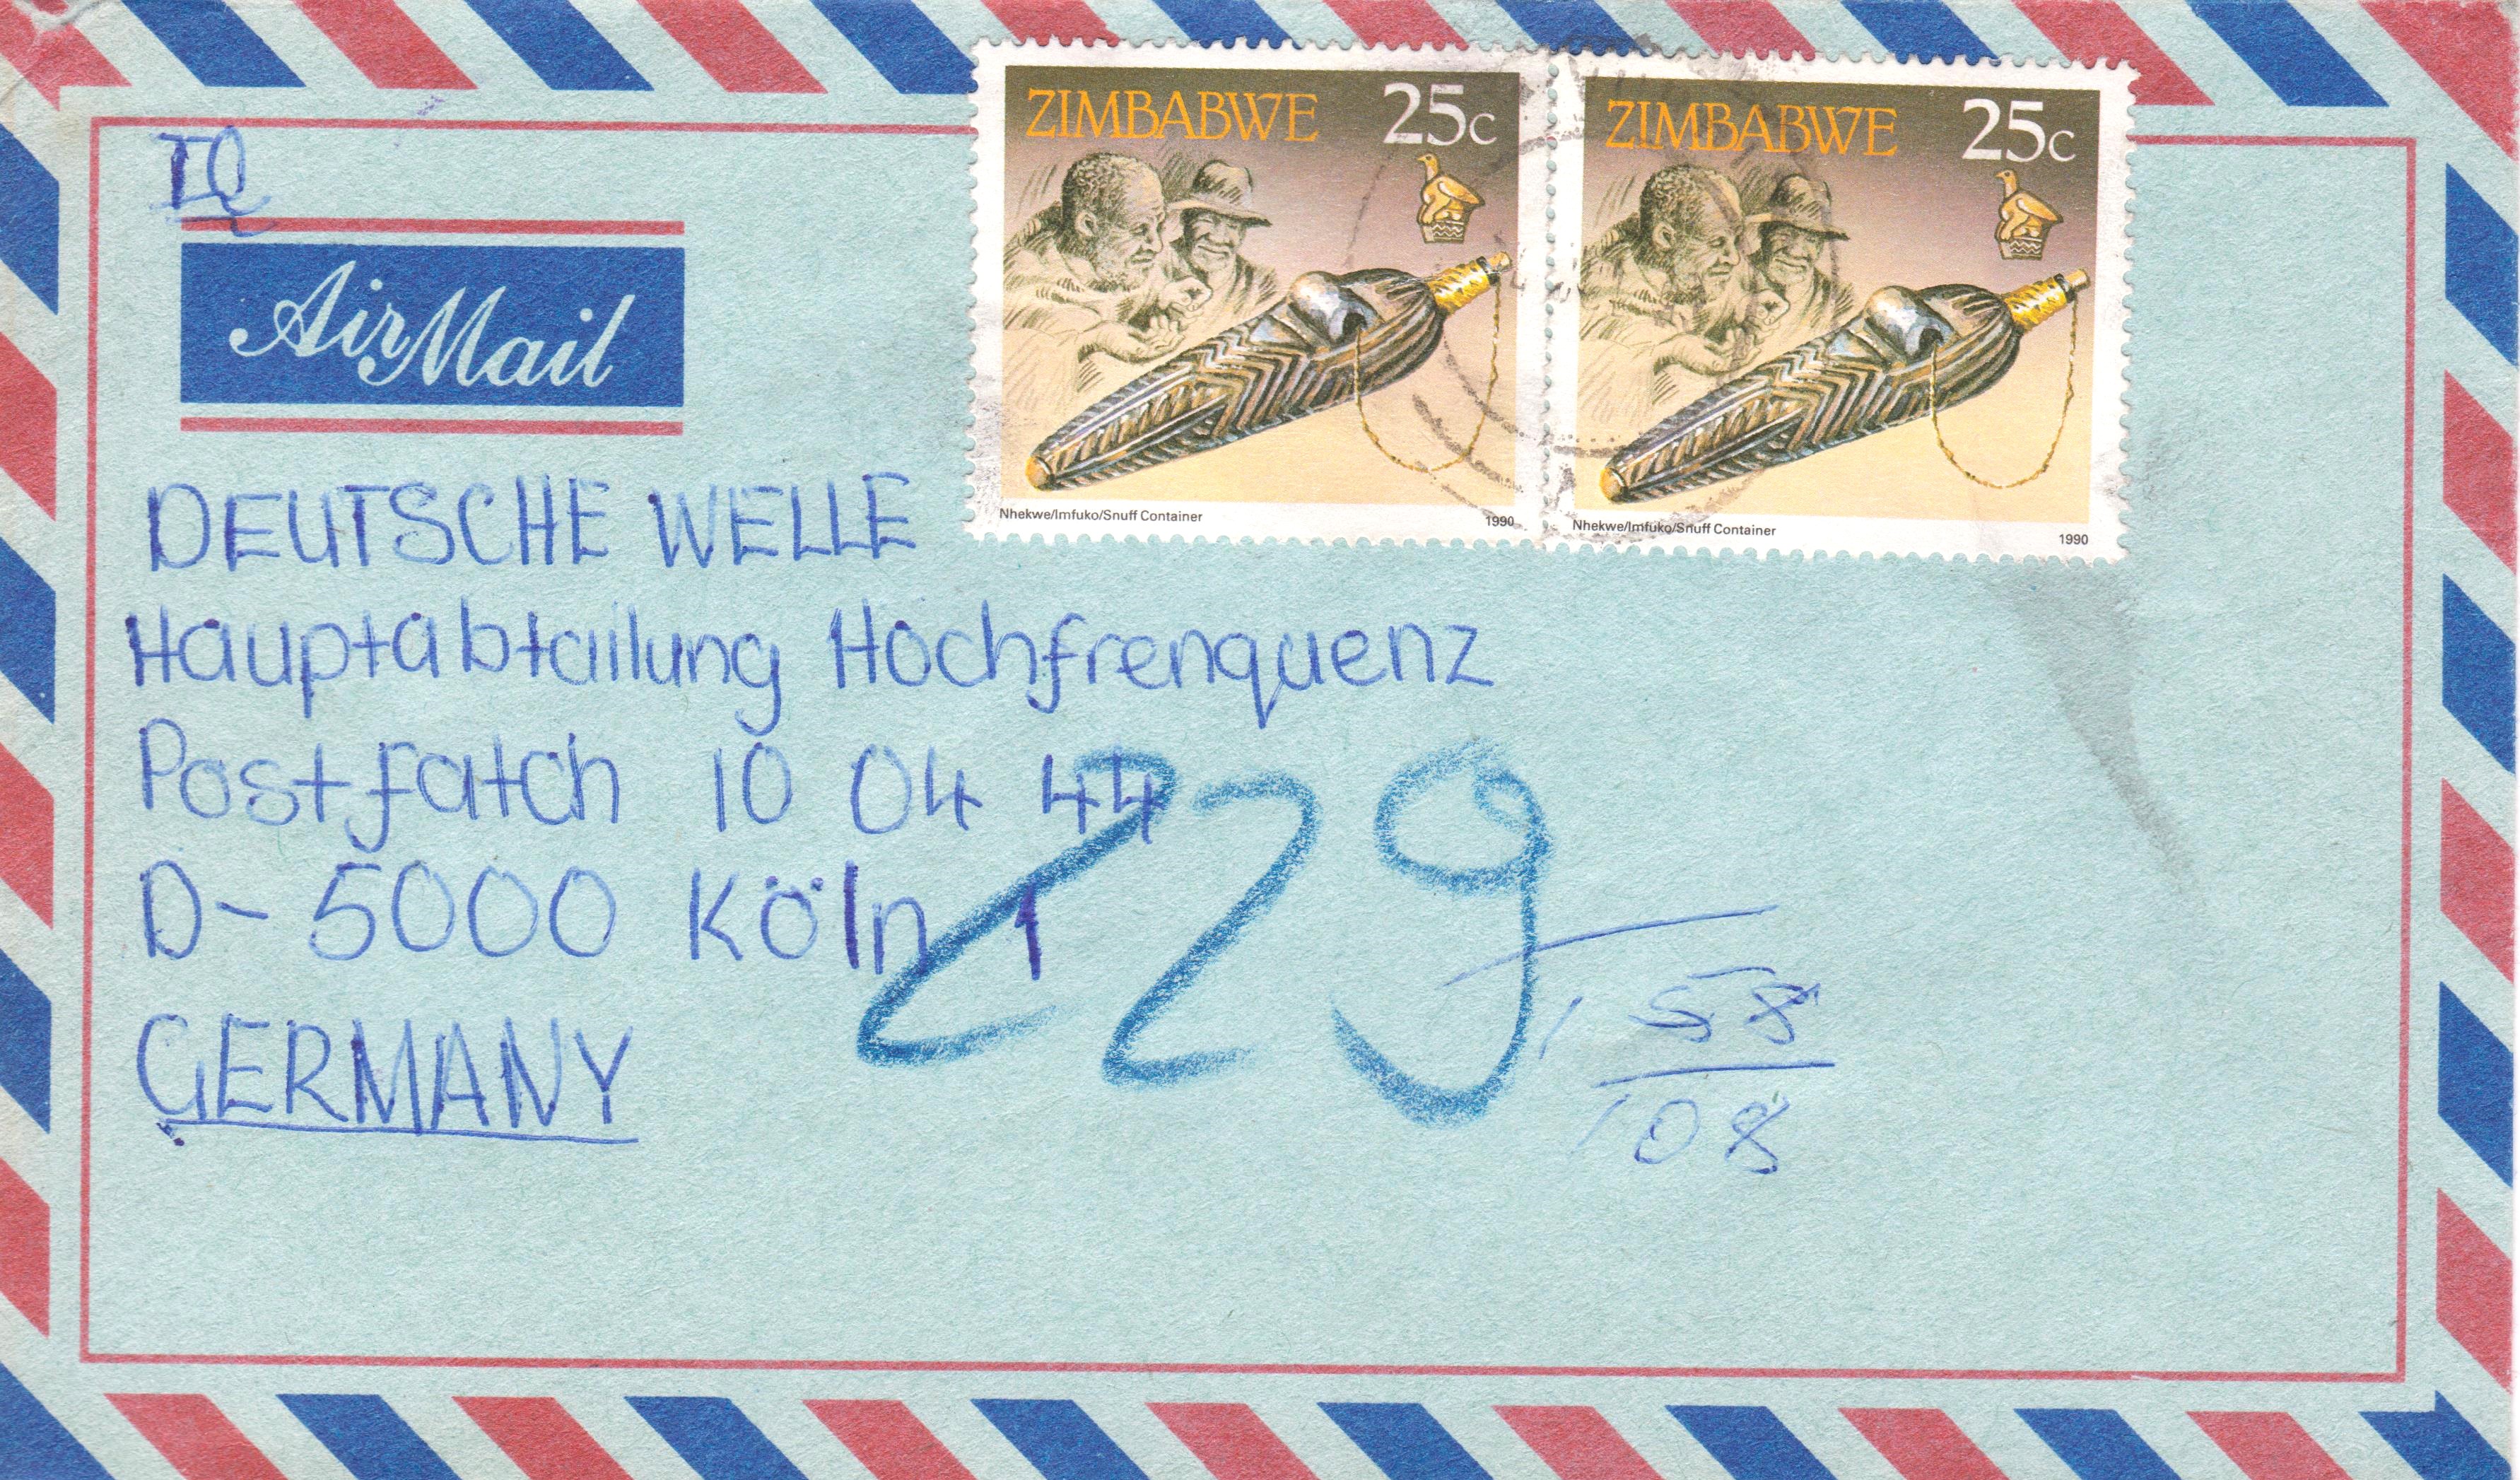 IQ
Air Mail
ZIMBABWE 25c
Nhekwe/Imfuko/Snuff Container 1990
ZIMBABWE 25c
Nhekwe/Imfuko/Snuff Container 1990
DEUTSCHE WELLE
Hauptabtailung Hochfrenquenz
Postfatch 10 04 44
D- 5000 Köln 1
GERMANY
229
158
108